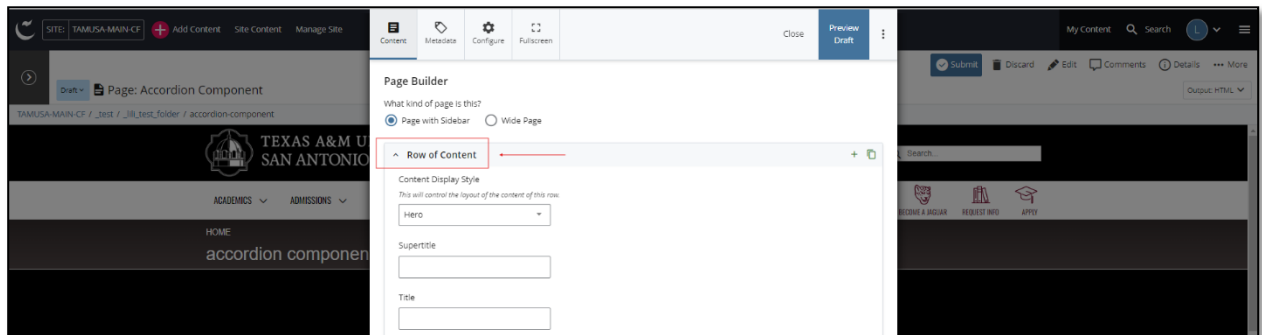 SITE: TAMUSA-MAIN-CF Add Content Site Content Manage Site
My Content Search L
Content Metadata Configure Fullscreen
Close Preview Draft
Submit Discard Edit Comments Details More
Draft Page: Accordion Component
Output: HTML
TAMUSA-MAIN-CF / _test / _lili_test_folder / accordion-component
TEXAS A&M U
SAN ANTONIO
Search...
ACADEMICS ADMISSIONS
BECOME A JAGUAR REQUEST INFO APPLY
HOME
accordion componen
Page Builder
What kind of page is this?
Page with Sidebar Wide Page
Row of Content
Content Display Style
This will control the layout of the content of this row.
Hero
Supertitle
Title